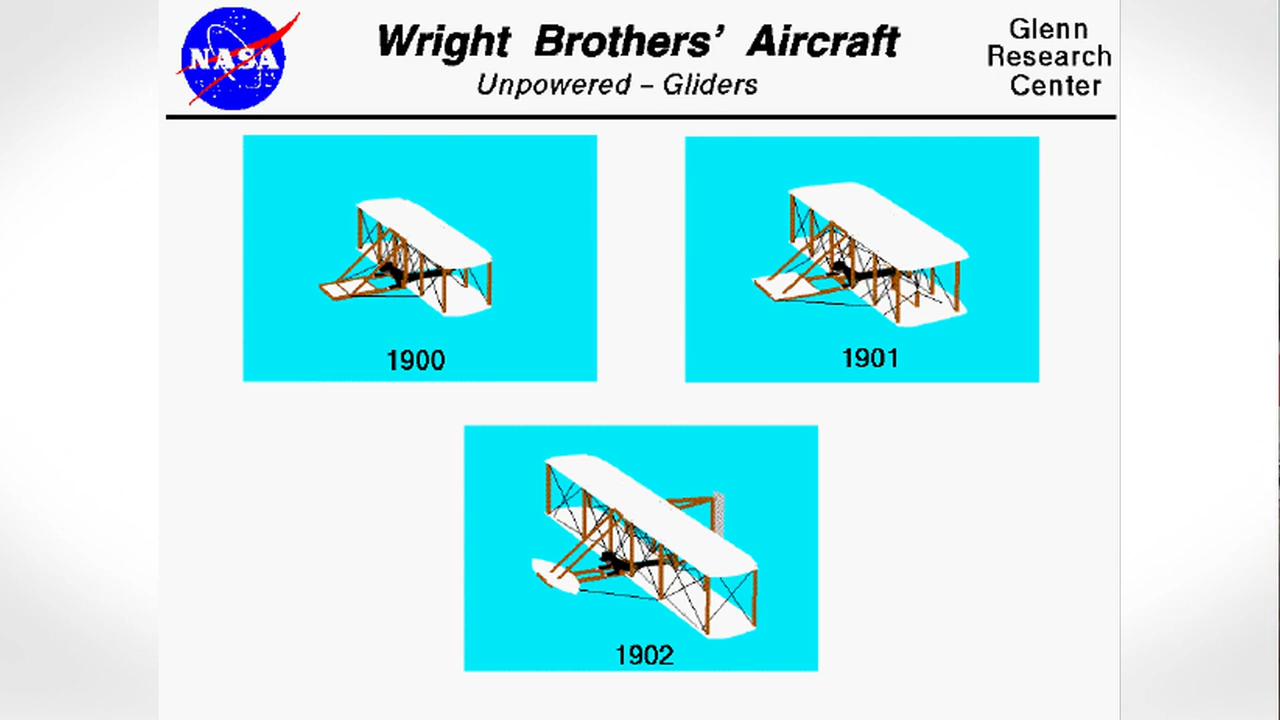 NASA
Wright Brothers' Aircraft
Unpowered – Gliders
Glenn
Research
Center
1900
1901
1902